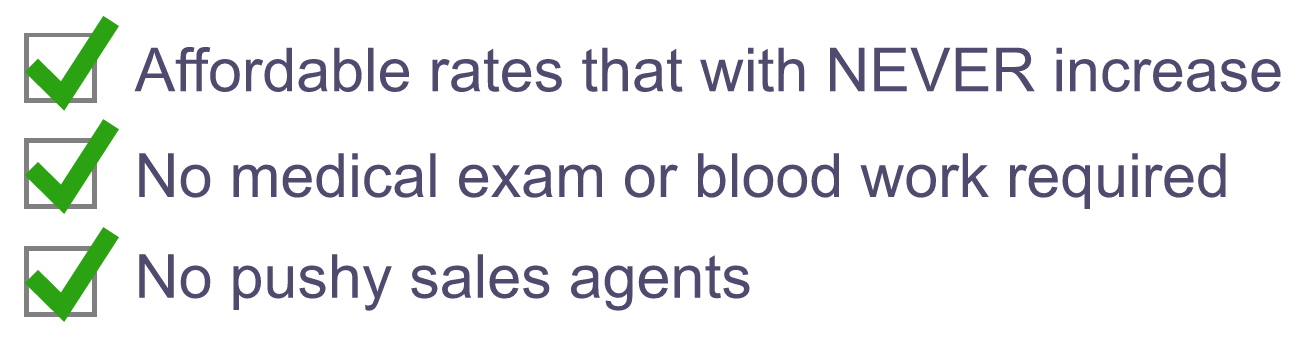 Affordable rates that with NEVER increase
No medical exam or blood work required
No pushy sales agents